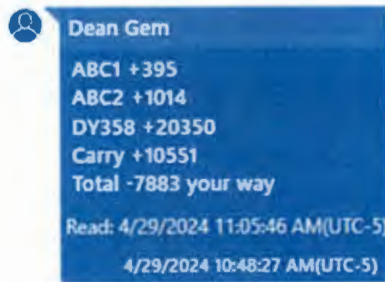 Dean Gem
ABC1 +395
ABC2 +1014
DY358 +20350
Carry +10551
Total -7883 your way
Read: 4/29/2024 11:05:46 AM(UTC-5)
4/29/2024 10:48:27 AM(UTC-5)